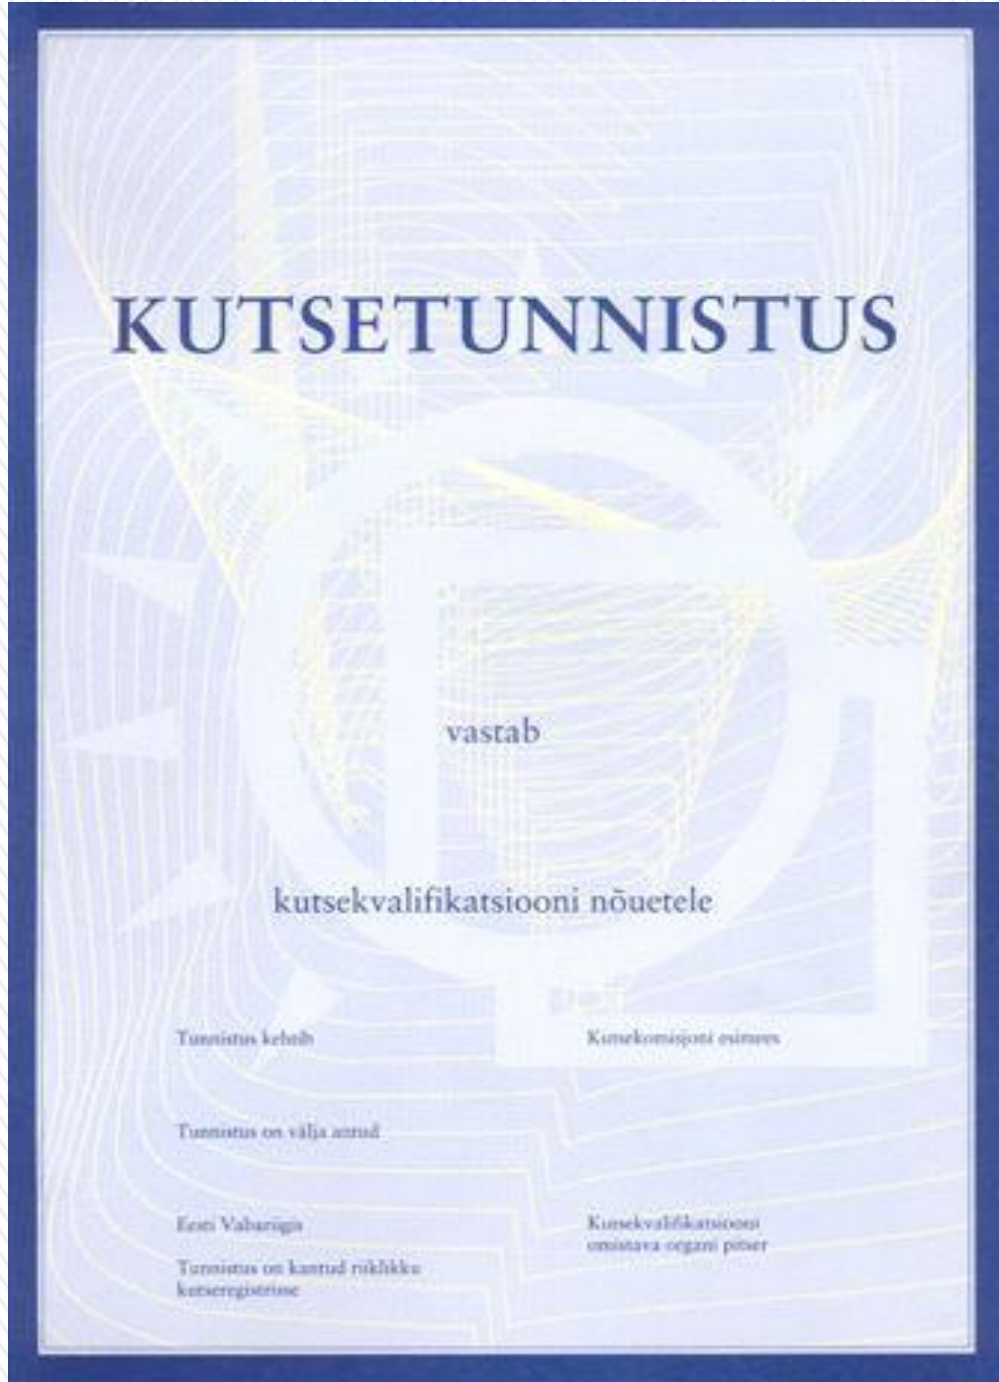 KUTSETUNNISTUS
vastab
kutsekvalifikatsiooni nõuetele
Tunnistus kehtib
Kutsekomisjoni esimees
Tunnistus on välja antud
Eesti Vabariigis
Kutsekvalifikatsiooni
omistava organi pitser
Tunnistus on kantud riiklikku
kutseregistrisse